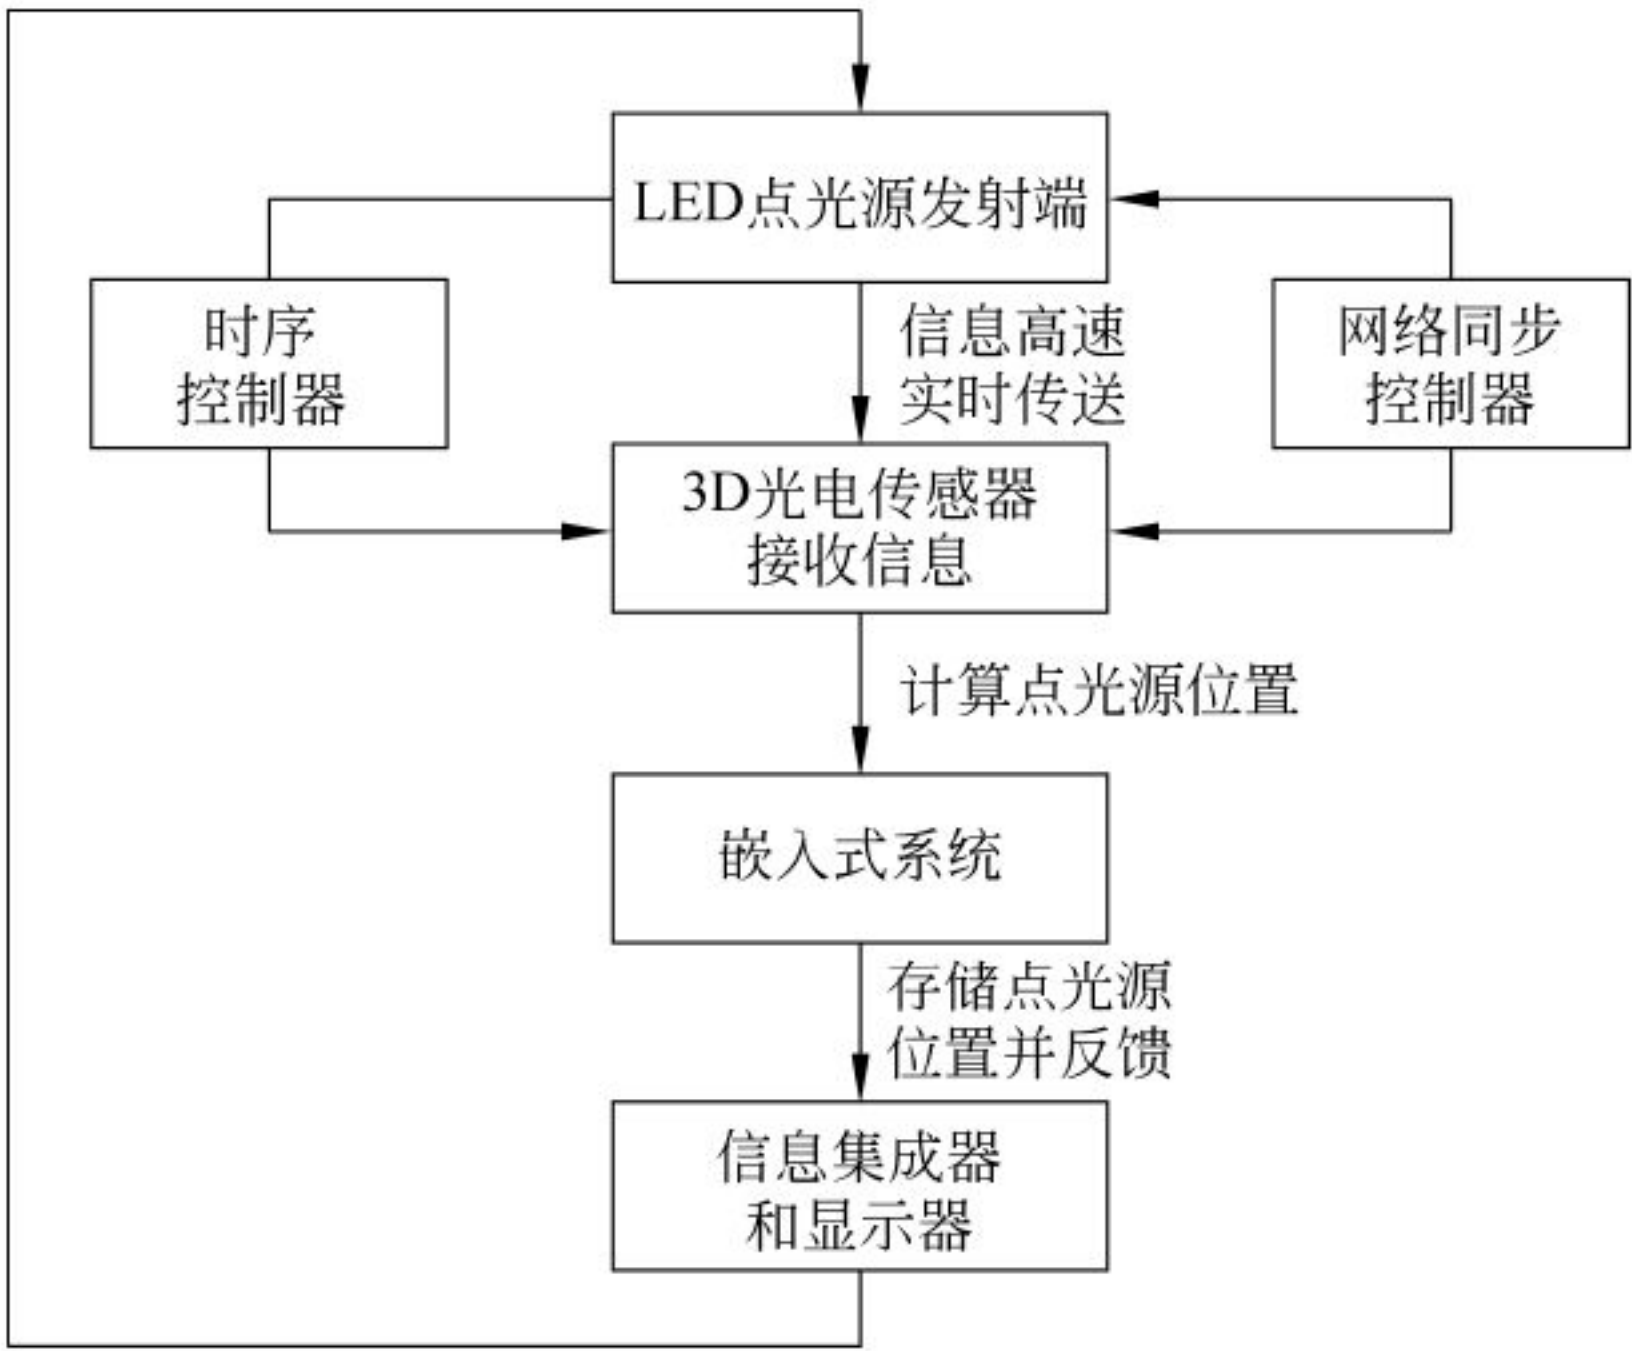 LED点光源发射端
时序
控制器
信息高速
实时传送
网络同步
控制器
3D光电传感器
接收信息
计算点光源位置
嵌入式系统
存储点光源
位置并反馈
信息集成器
和显示器